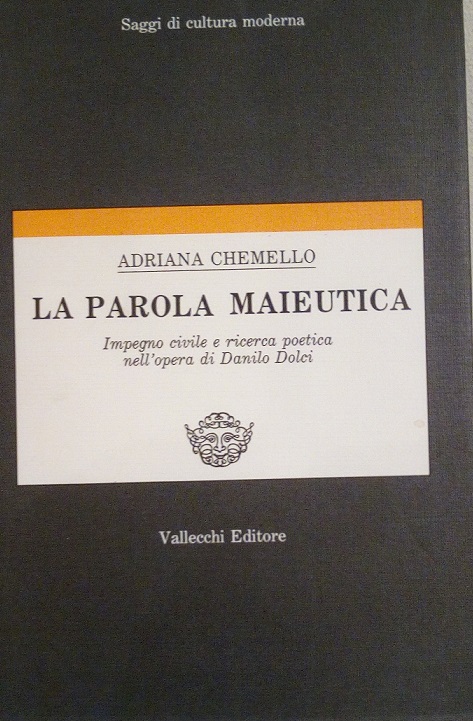 Saggi di cultura moderna
ADRIANA CHEMELLO
LA PAROLA MAIEUTICA
Impegno civile e ricerca poetica
nell'opera di Danilo Dolci
Vallecchi Editore